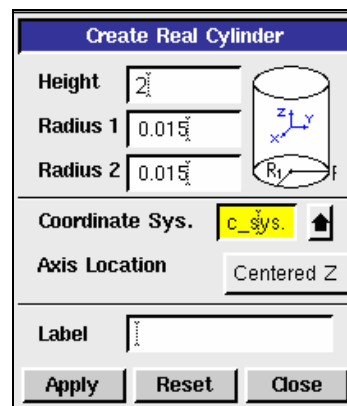 Create Real Cylinder
Height 2
Radius 1 0.015
Radius 2 0.015
Z Y X
R1
Coordinate Sys. c_sys.
Axis Location Centered Z
Label
Apply Reset Close